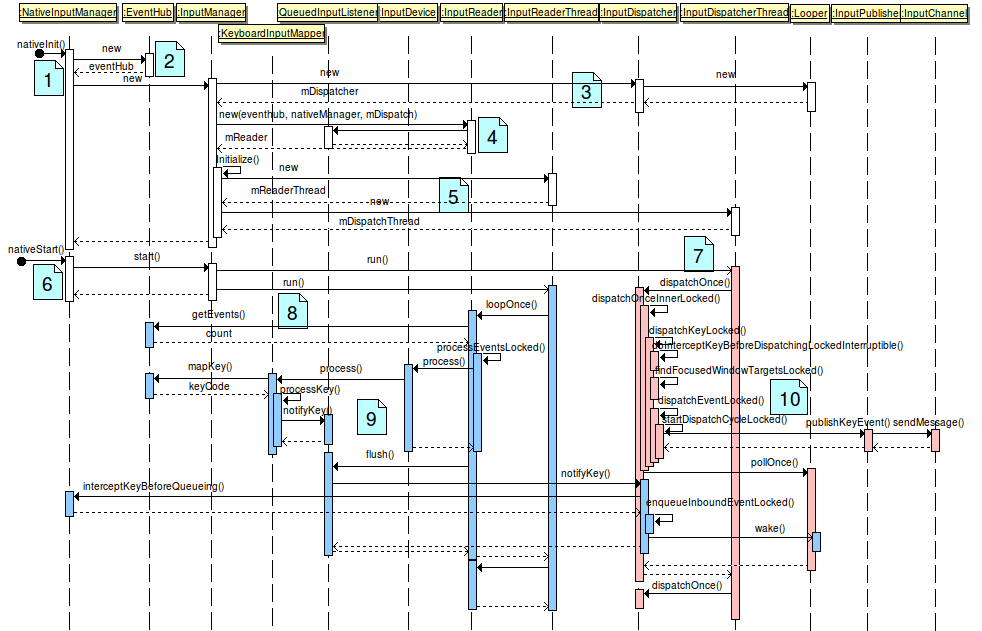 :NativeInputManager :EventHub :InputManager QueuedInputListener :InputDevice :InputReader :InputReaderThread :InputDispatcher :InputDispatcherThread :Looper :InputPublishe :InputChannel
:KeyboardInputMapper
nativeInit()
new
2
eventHub
new
1
new
new
3
mDispatcher
new(eventhub, nativeManager, mDispatch)
4
mReader
Initialize()
new
mReaderThread
5
new
mDispatchThread
nativeStart()
start()
run()
7
6
run()
dispatchOnce()
dispatchOnceInnerLocked()
8
loopOnce()
getEvents()
count
dispatchKeyLocked()
processEventsLocked()
doInterceptKeyBeforeDispatchingLockedInterruptible()
process()
mapKey()
process()
findFocusedWindowTargetsLocked()
keyCode
processKey()
10
notifyKey()
9
dispatchEventLocked()
startDispatchCycleLocked()
publishKeyEvent() sendMessage()
flush()
pollOnce()
notifyKey()
interceptKeyBeforeQueueing()
enqueueInboundEventLocked()
wake()
dispatchOnce()